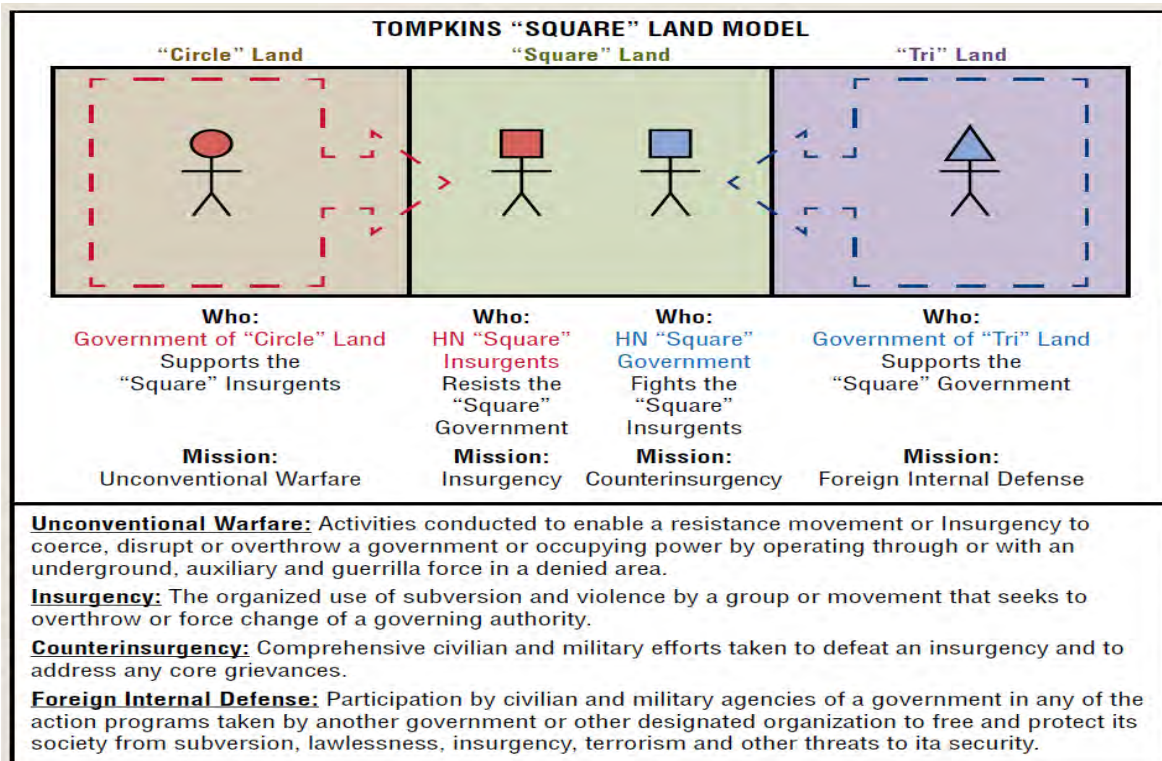 TOMPKINS “SQUARE” LAND MODEL
“Circle” Land
“Square” Land
“Tri” Land
Who:
Government of “Circle” Land
Supports the
“Square” Insurgents
Mission:
Unconventional Warfare
Who:
HN “Square”
Insurgents
Resists the
“Square”
Government
Mission:
Insurgency
Who:
HN “Square”
Government
Fights the
“Square”
Insurgents
Mission:
Counterinsurgency
Who:
Government of “Tri” Land
Supports the
“Square” Government
Mission:
Foreign Internal Defense
Unconventional Warfare: Activities conducted to enable a resistance movement or Insurgency to
coerce, disrupt or overthrow a government or occupying power by operating through or with an
underground, auxiliary and guerrilla force in a denied area.
Insurgency: The organized use of subversion and violence by a group or movement that seeks to
overthrow or force change of a governing authority.
Counterinsurgency: Comprehensive civilian and military efforts taken to defeat an insurgency and to
address any core grievances.
Foreign Internal Defense: Participation by civilian and military agencies of a government in any of the
action programs taken by another government or other designated organization to free and protect its
society from subversion, lawlessness, insurgency, terrorism and other threats to ita security.